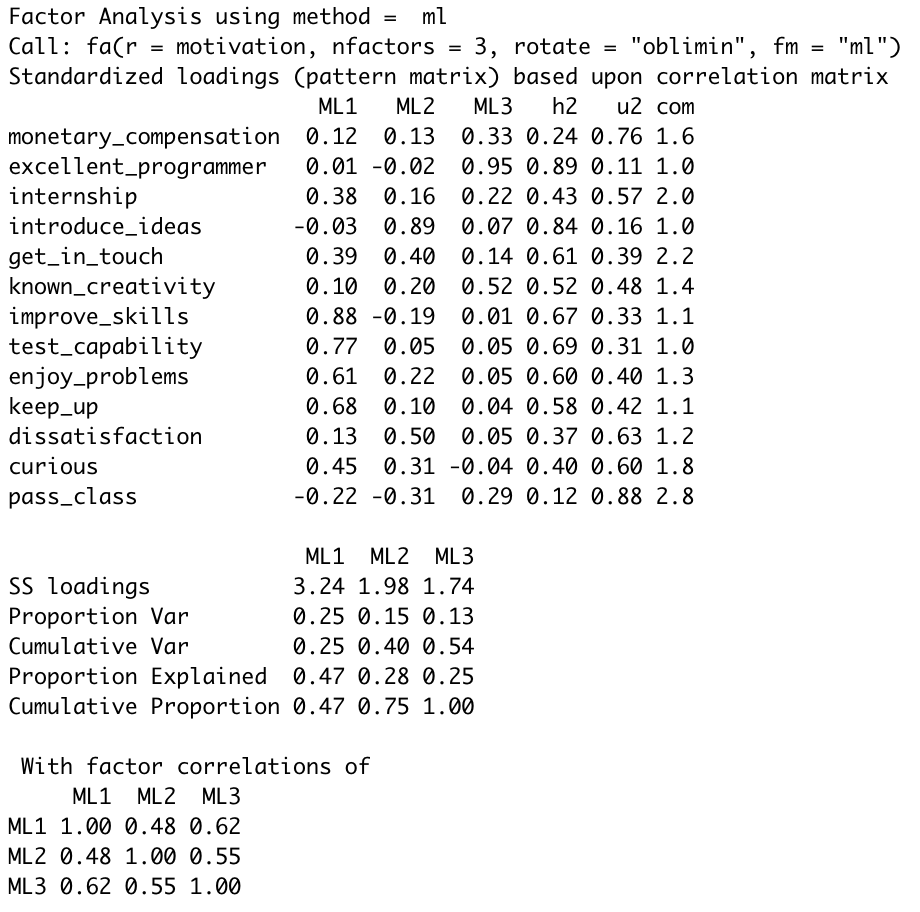 Factor Analysis using method =  ml
Call: fa(r = motivation, nfactors = 3, rotate = "oblimin", fm = "ml")
Standardized loadings (pattern matrix) based upon correlation matrix
                        ML1   ML2   ML3   h2   u2 com
monetary_compensation  0.12  0.13  0.33 0.24 0.76 1.6
excellent_programmer   0.01 -0.02  0.95 0.89 0.11 1.0
internship             0.38  0.16  0.22 0.43 0.57 2.0
introduce_ideas       -0.03  0.89  0.07 0.84 0.16 1.0
get_in_touch           0.39  0.40  0.14 0.61 0.39 2.2
known_creativity       0.10  0.20  0.52 0.52 0.48 1.4
improve_skills         0.88 -0.19  0.01 0.67 0.33 1.1
test_capability        0.77  0.05  0.05 0.69 0.31 1.0
enjoy_problems         0.61  0.22  0.05 0.60 0.40 1.3
keep_up                0.68  0.10  0.04 0.58 0.42 1.1
dissatisfaction        0.13  0.50  0.05 0.37 0.63 1.2
curious                0.45  0.31 -0.04 0.40 0.60 1.8
pass_class            -0.22 -0.31  0.29 0.12 0.88 2.8

                       ML1  ML2  ML3
SS loadings           3.24 1.98 1.74
Proportion Var        0.25 0.15 0.13
Cumulative Var        0.25 0.40 0.54
Proportion Explained  0.47 0.28 0.25
Cumulative Proportion 0.47 0.75 1.00

 With factor correlations of
     ML1  ML2  ML3
ML1 1.00 0.48 0.62
ML2 0.48 1.00 0.55
ML3 0.62 0.55 1.00